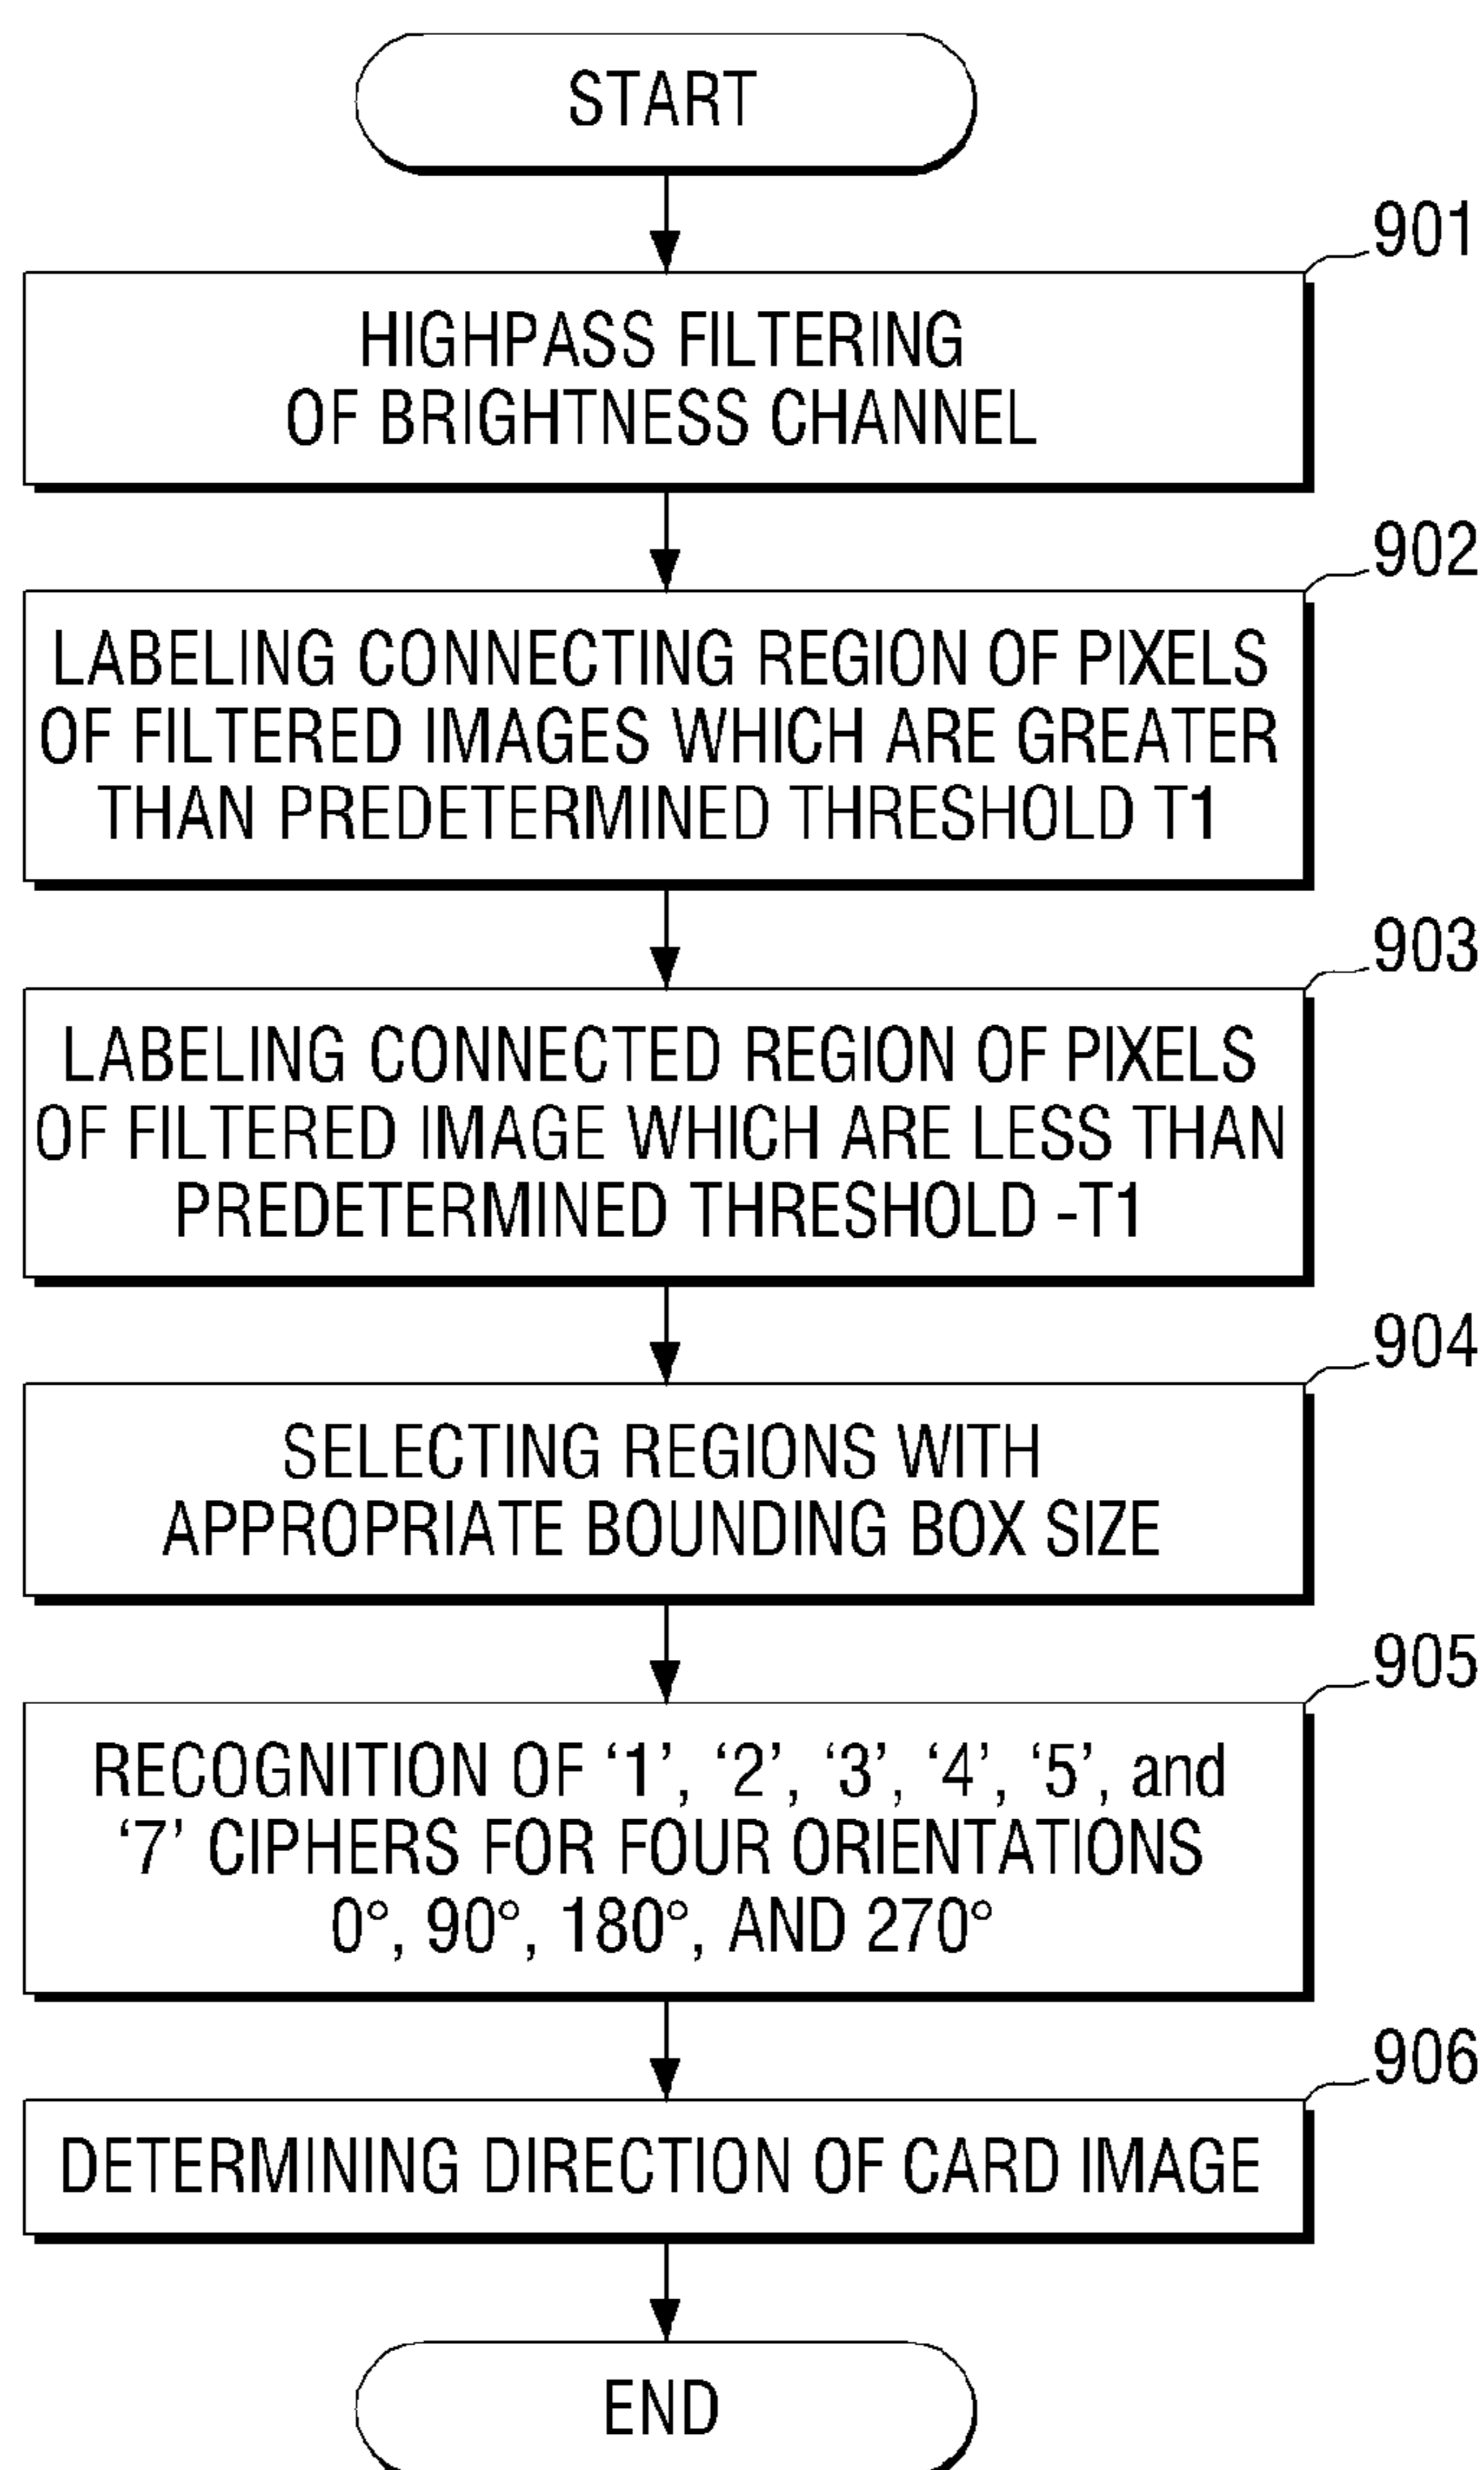 START
901
HIGHPASS FILTERING
OF BRIGHTNESS CHANNEL
902
LABELING CONNECTING REGION OF PIXELS
OF FILTERED IMAGES WHICH ARE GREATER
THAN PREDETERMINED THRESHOLD T1
903
LABELING CONNECTED REGION OF PIXELS
OF FILTERED IMAGE WHICH ARE LESS THAN
PREDETERMINED THRESHOLD -T1
904
SELECTING REGIONS WITH
APPROPRIATE BOUNDING BOX SIZE
905
RECOGNITION OF ‘1’, ‘2’, ‘3’, ‘4’, ‘5’, and
‘7’ CIPHERS FOR FOUR ORIENTATIONS
0°, 90°, 180°, AND 270°
906
DETERMINING DIRECTION OF CARD IMAGE
END